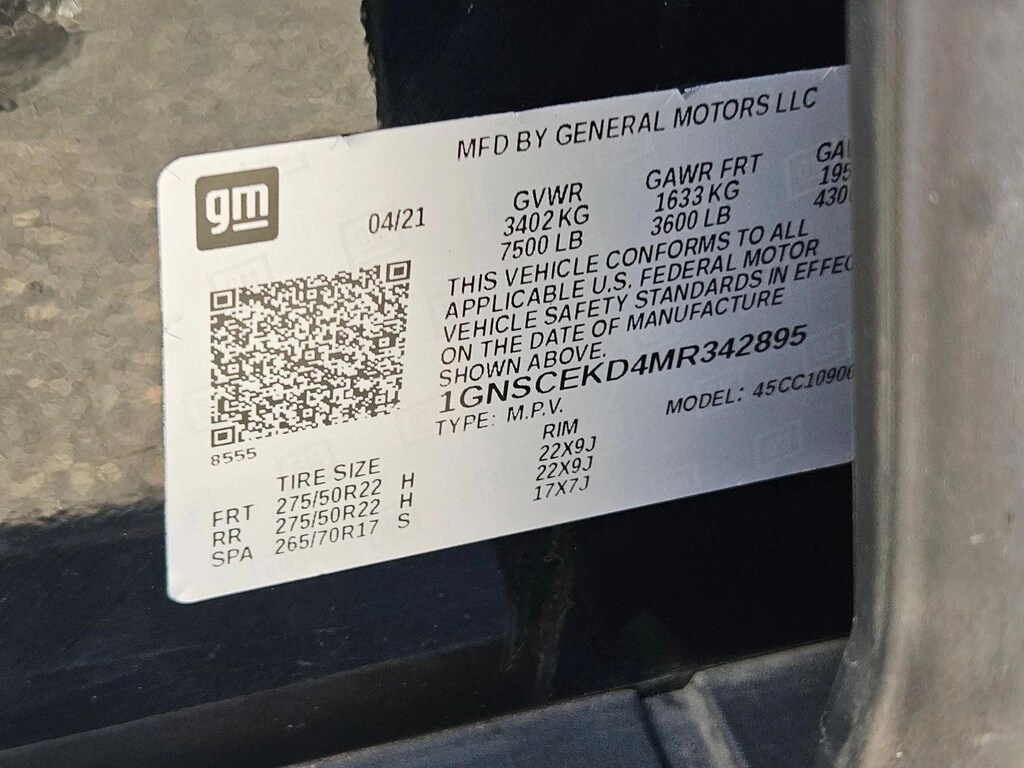 MFD BY GENERAL MOTORS LLC
gm
04/21
GVWR GAWR FRT
3402 KG 1633 KG
7500 LB 3600 LB
THIS VEHICLE CONFORMS TO ALL
APPLICABLE U.S. FEDERAL MOTOR
VEHICLE SAFETY STANDARDS IN
ON THE DATE OF MANUFACTURE
SHOWN ABOVE.
1GNSCEKD4MR342895
TYPE: M.P.V. MODEL: 45CC10906
8555
TIRE SIZE RIM
FRT 275/50R22 H 22X9J
RR 275/50R22 H 22X9J
SPA 265/70R17 S 17X7J